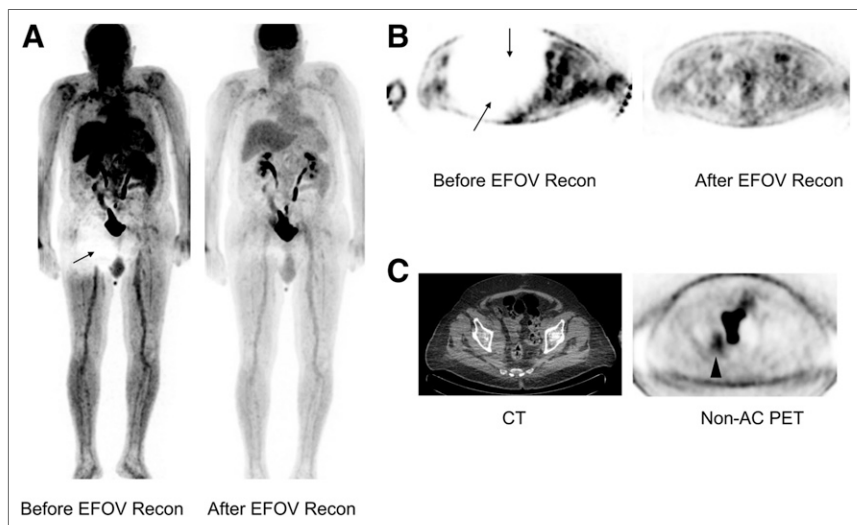 A
B
Before EFOV Recon
After EFOV Recon
C
CT
Non-AC PET
Before EFOV Recon
After EFOV Recon